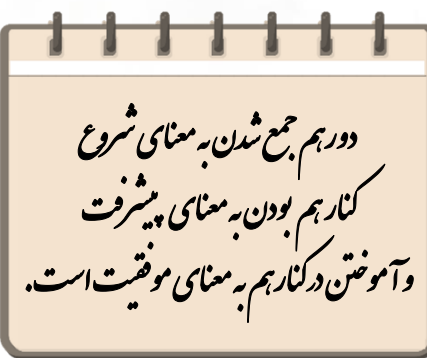 دور هم جمع شدن به معنای شروع
کنار هم بودن به معنای پیشرفت
و آموختن در کنار هم به معنای موفقیت است.